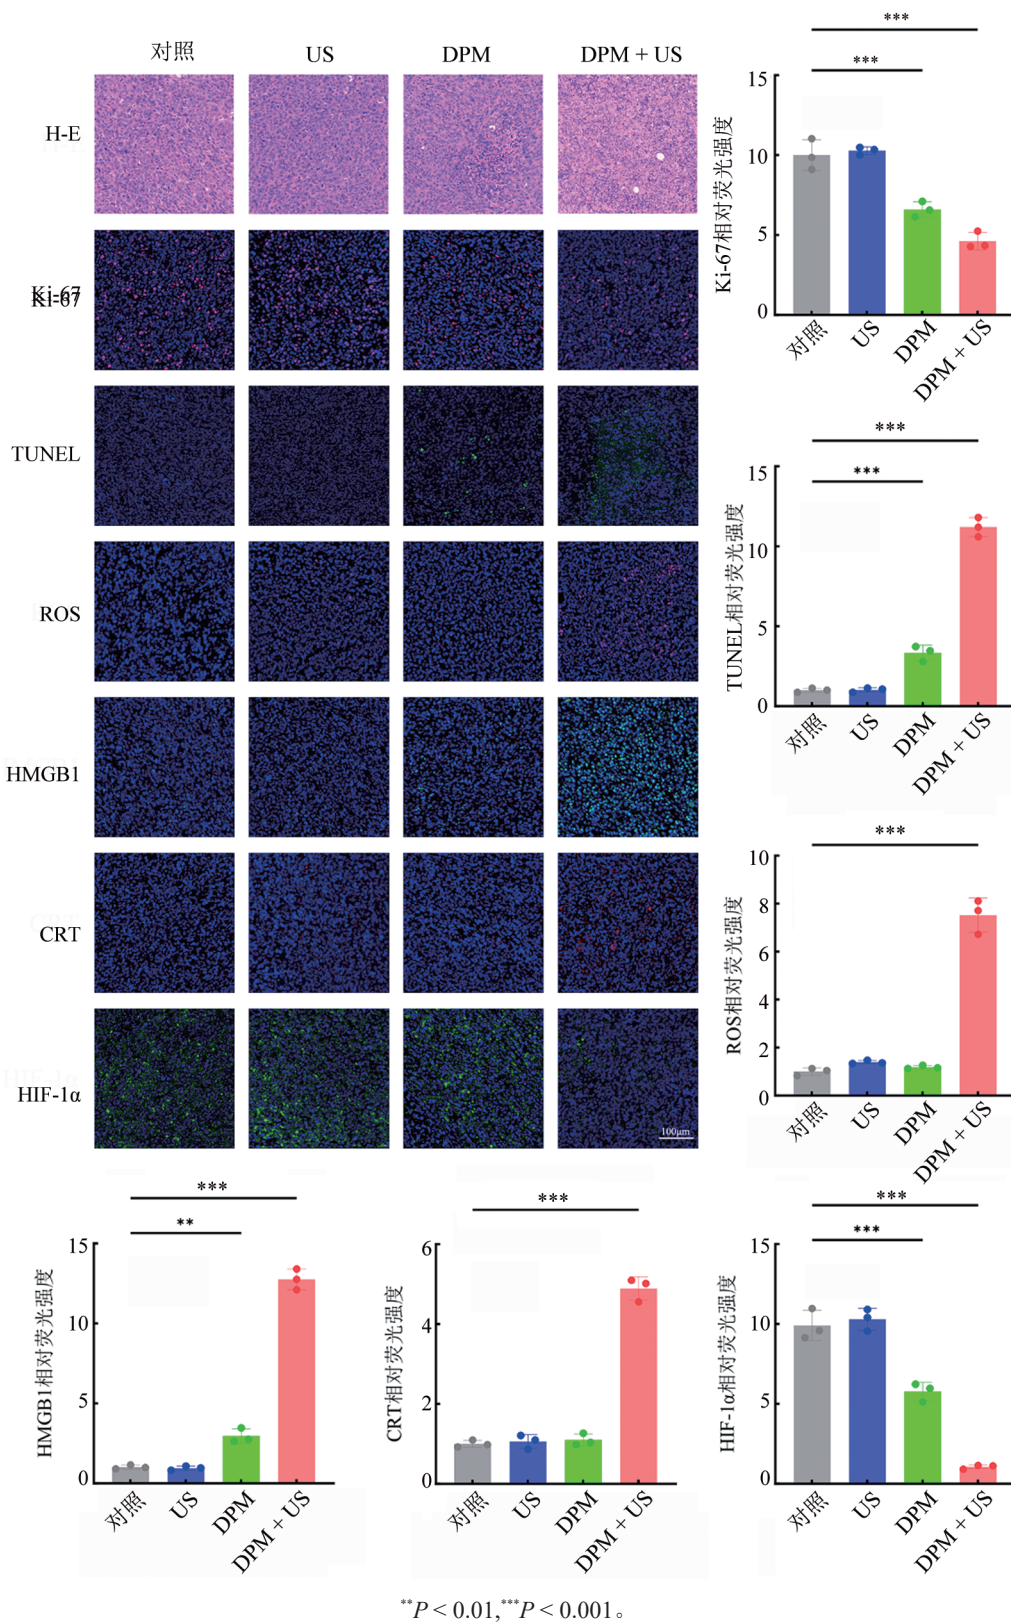 对照 US DPM DPM + US
H-E
Ki-67
TUNEL
ROS
HMGB1
CRT
HIF-1α
100μm
***
***
Ki-67相对荧光强度
15
10
5
0
对照 US DPM DPM + US
***
***
TUNEL相对荧光强度
15
10
5
0
对照 US DPM DPM + US
***
ROS相对荧光强度
10
8
6
4
2
0
对照 US DPM DPM + US
***
**
HMGB1相对荧光强度
15
10
5
0
对照 US DPM DPM + US
***
CRT相对荧光强度
6
4
2
0
对照 US DPM DPM + US
***
***
HIF-1α相对荧光强度
15
10
5
0
对照 US DPM DPM + US
**P < 0.01,***P < 0.001。